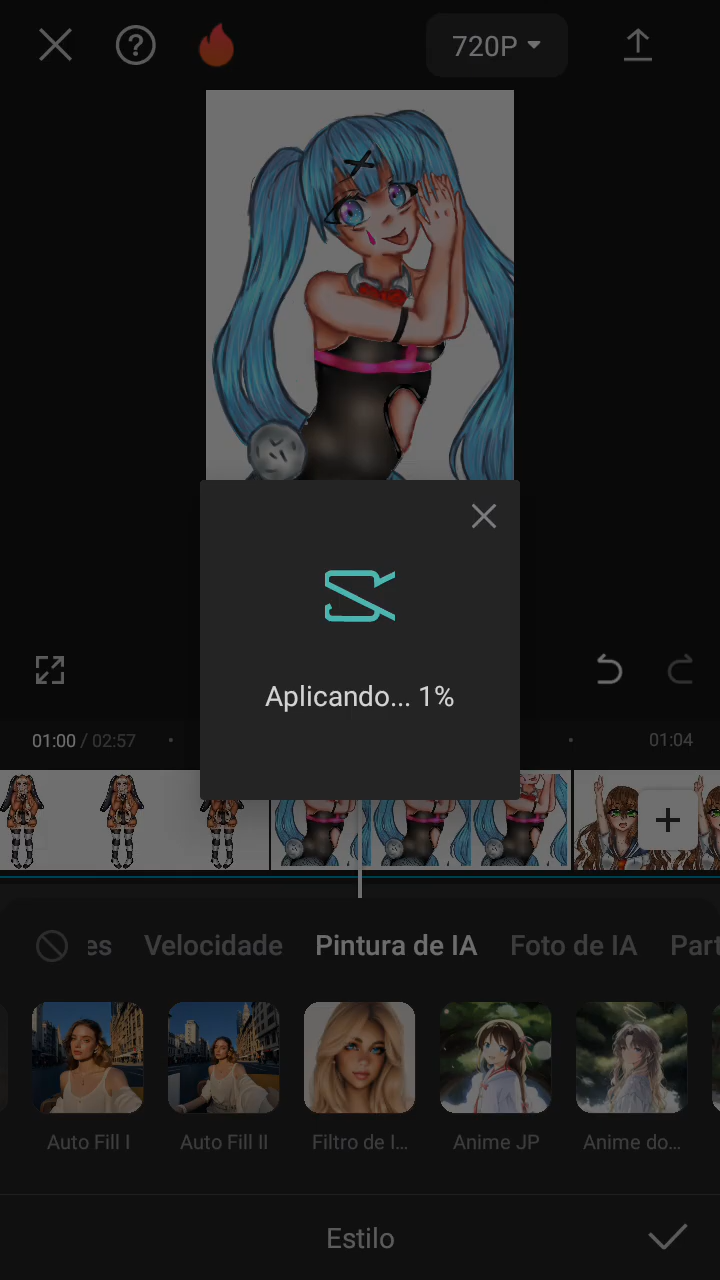 720P
Aplicando... 1%
01:00 / 02:57
01:04
es Velocidade Pintura de IA Foto de IA Part
Auto Fill I Auto Fill II Filtro de I... Anime JP Anime do...
Estilo